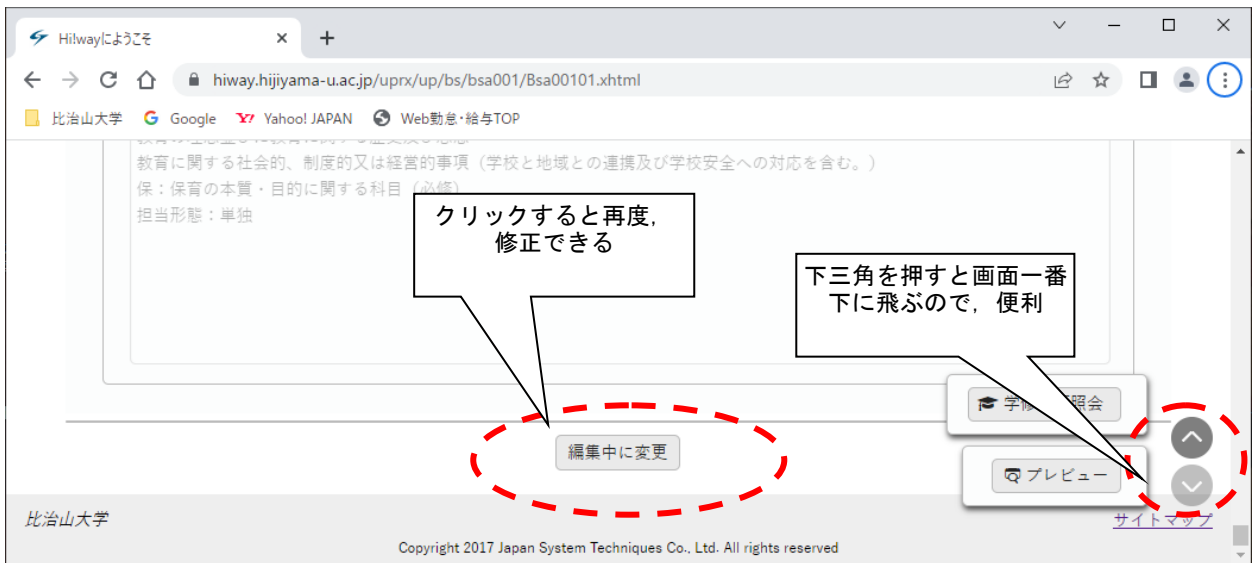 Hi!wayにようこそ
hiway.hijiyama-u.ac.jp/uprx/up/bs/bsa001/Bsa00101.xhtml
比治山大学 Google Yahoo! JAPAN Web勤怠・給与TOP
教育に関する社会的、制度的又は経営的事項（学校と地域との連携及び学校安全への対応を含む。）
保：保育の本質・目的に関する科目（必修）
担当形態：単独
クリックすると再度，
修正できる
下三角を押すと画面一番
下に飛ぶので，便利
学修 照会
編集中に変更
プレビュー
比治山大学
サイトマップ
Copyright 2017 Japan System Techniques Co., Ltd. All rights reserved